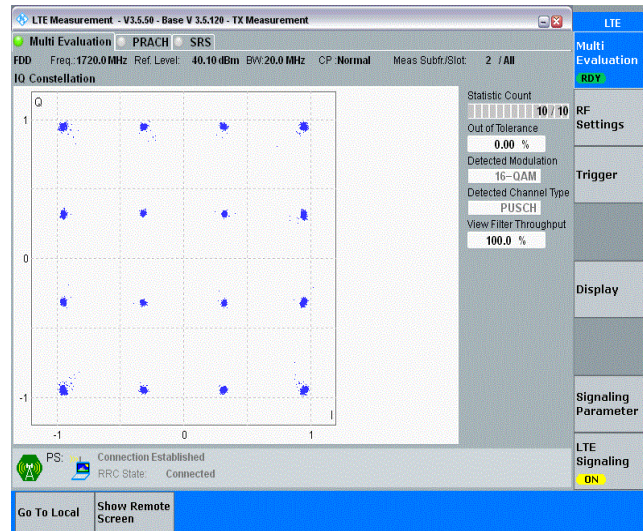 LTE Measurement - V3.5.50 - Base V 3.5.120 - TX Measurement
LTE
Multi Evaluation PRACH SRS
Multi
Evaluation
RDY
FDD Freq.:1720.0 MHz Ref. Level: 40.10 dBm BW:20.0 MHz CP :Normal Meas Subfr./Slot: 2 / All
IQ Constellation
Q
Statistic Count
10 / 10
Out of Tolerance
0.00 %
Detected Modulation
16-QAM
Detected Channel Type
PUSCH
View Filter Throughput
100.0 %
RF
Settings
Trigger
Display
Signaling
Parameter
LTE
Signaling
ON
1
0
-1
I
-1 0 1
PS: Connection Established
RRC State: Connected
Go To Local
Show Remote
Screen